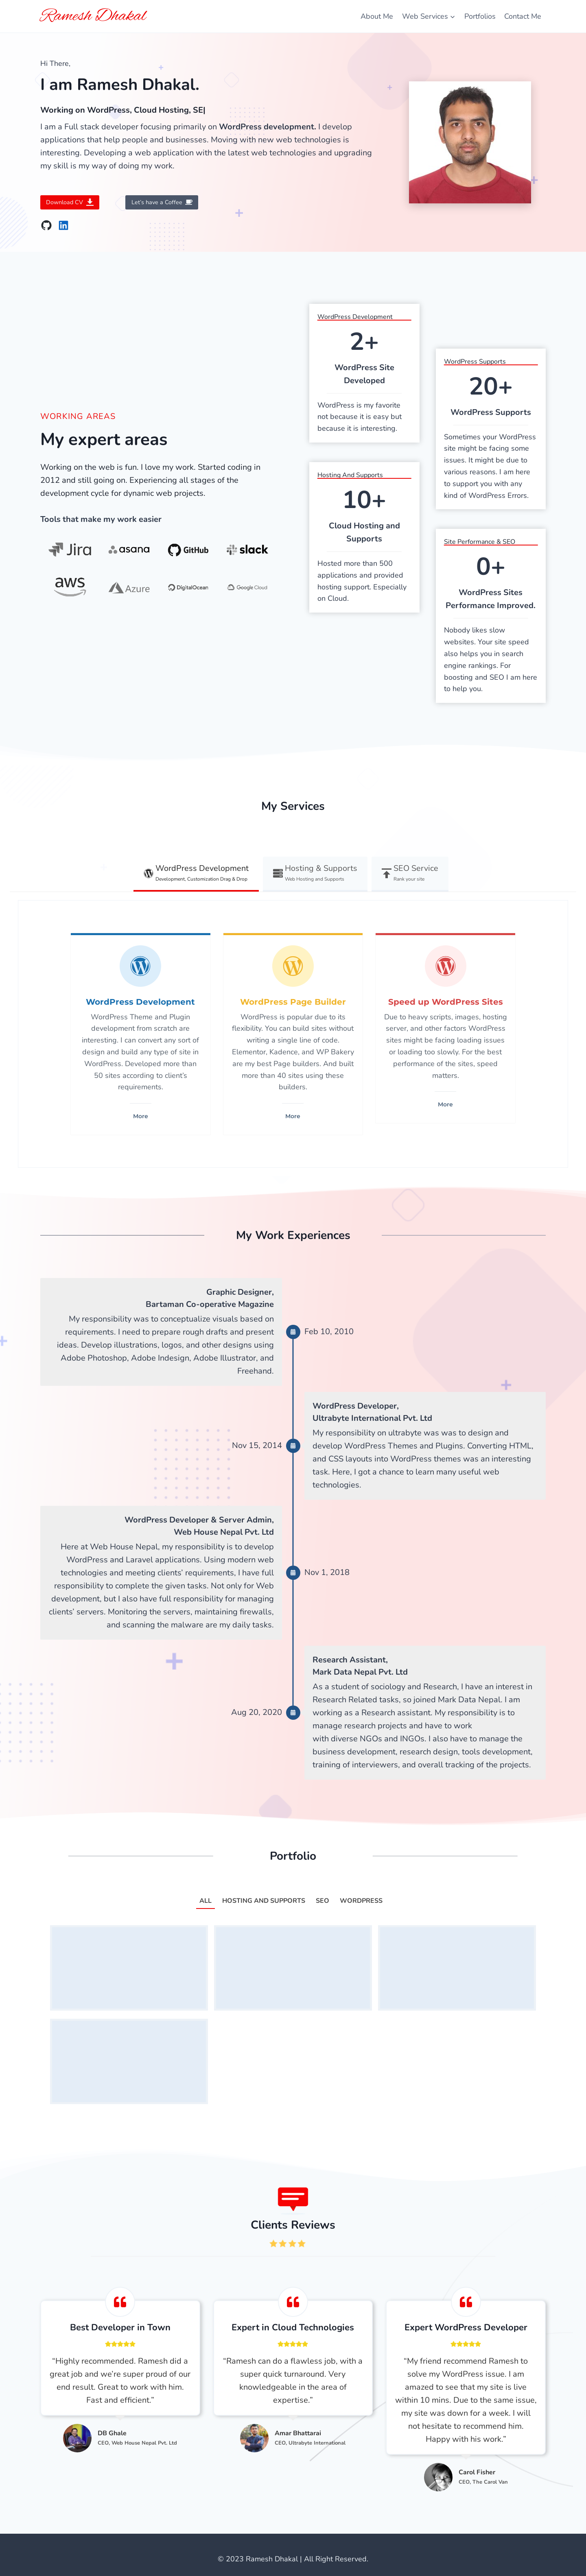 Ramesh Dhakal
About Me Web Services Portfolios Contact Me
Hi There,
I am Ramesh Dhakal.
Working on WordPress, Cloud Hosting, SE|
I am a Full stack developer focusing primarily on WordPress development. I develop
applications that help people and businesses. Moving with new web technologies is
interesting. Developing a web application with the latest web technologies and upgrading
my skill is my way of doing my work.
Download CV
Let's have a Coffee
WORKING AREAS
My expert areas
Working on the web is fun. I love my work. Started coding in
2012 and still going on. Experiencing all stages of the
development cycle for dynamic web projects.
Tools that make my work easier
Jira
asana
GitHub
slack
aws
Azure
DigitalOcean
Google Cloud
WordPress Development
2+
WordPress Site
Developed
WordPress is my favorite
not because it is easy but
because it is interesting.
Hosting And Supports
10+
Cloud Hosting and
Supports
Hosted more than 500
applications and provided
hosting support. Especially
on Cloud.
WordPress Supports
20+
WordPress Supports
Sometimes your WordPress
site might be facing some
issues. It might be due to
various reasons. I am here
to support you with any
kind of WordPress Errors.
Site Performance & SEO
0+
WordPress Sites
Performance Improved.
Nobody likes slow
websites. Your site speed
also helps you in search
engine rankings. For
boosting and SEO I am here
to help you.
My Services
WordPress Development
Development, Customization Drag & Drop
Hosting & Supports
Web Hosting and Supports
SEO Service
Rank your site
WordPress Development
WordPress Theme and Plugin
development from scratch are
interesting. I can convert any sort of
design and build any type of site in
WordPress. Developed more than
50 sites according to client's
requirements.
More
WordPress Page Builder
WordPress is popular due to its
flexibility. You can build sites without
writing a single line of code.
Elementor, Kadence, and WP Bakery
are my best Page builders. And built
more than 40 sites using these
builders.
More
Speed up WordPress Sites
Due to heavy scripts, images, hosting
server, and other factors WordPress
sites might be facing loading issues
or loading too slowly. For the best
performance of the sites, speed
matters.
More
My Work Experiences
Graphic Designer,
Bartaman Co-operative Magazine
My responsibility was to conceptualize visuals based on
requirements. I need to prepare rough drafts and present
ideas. Develop illustrations, logos, and other designs using
Adobe Photoshop, Adobe Indesign, Adobe Illustrator, and
Freehand.
Feb 10, 2010
WordPress Developer,
Ultrabyte International Pvt. Ltd
My responsibility on ultrabyte was was to design and
develop WordPress Themes and Plugins. Converting HTML,
and CSS layouts into WordPress themes was an interesting
task. Here, I got a chance to learn many useful web
technologies.
Nov 15, 2014
WordPress Developer & Server Admin,
Web House Nepal Pvt. Ltd
Here at Web House Nepal, my responsibility is to develop
WordPress and Laravel applications. Using modern web
technologies and meeting clients' requirements, I have full
responsibility to complete the given tasks. Not only for Web
development, but I also have full responsibility for managing
clients' servers. Monitoring the servers, maintaining firewalls,
and scanning the malware are my daily tasks.
Nov 1, 2018
Research Assistant,
Mark Data Nepal Pvt. Ltd
As a student of sociology and Research, I have an interest in
Research Related tasks, so joined Mark Data Nepal. I am
working as a Research assistant. My responsibility is to
manage research projects and have to work
with diverse NGOs and INGOs. I also have to manage the
business development, research design, tools development,
training of interviewers, and overall tracking of the projects.
Aug 20, 2020
Portfolio
ALL HOSTING AND SUPPORTS SEO WORDPRESS
Clients Reviews
Best Developer in Town
"Highly recommended. Ramesh did a
great job and we're super proud of our
end result. Great to work with him.
Fast and efficient."
DB Ghale
CEO, Web House Nepal Pvt. Ltd
Expert in Cloud Technologies
"Ramesh can do a flawless job, with a
super quick turnaround. Very
knowledgeable in the area of
expertise."
Amar Bhattarai
CEO, Ultrabyte International
Expert WordPress Developer
"My friend recommend Ramesh to
solve my WordPress issue. I am
amazed to see that my site is live
within 10 mins. Due to the same issue,
my site was down for a week. I will
not hesitate to recommend him.
Happy with his work."
Carol Fisher
CEO, The Carol Van
© 2023 Ramesh Dhakal | All Right Reserved.